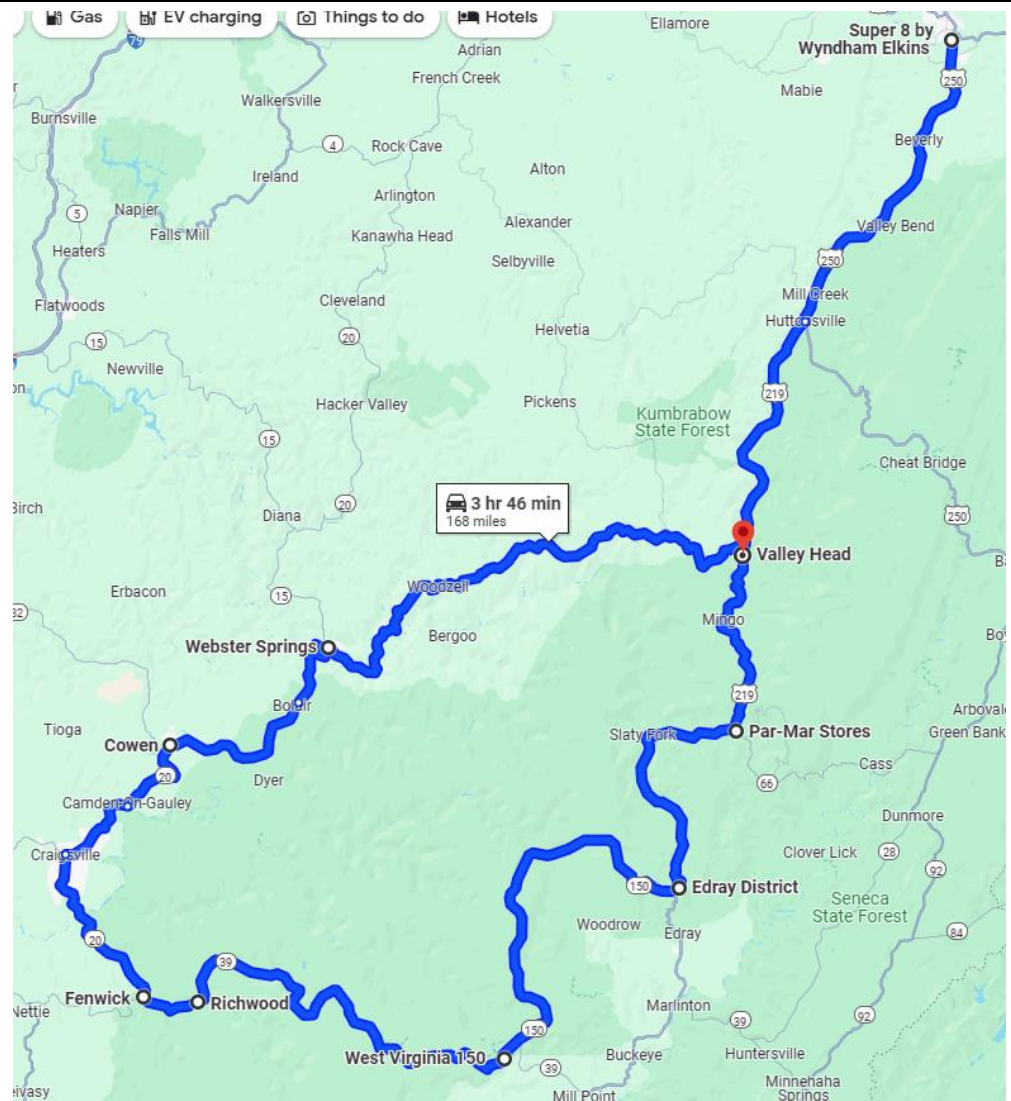 Gas
EV charging
Things to do
Hotels
Ellamore
Super 8 by
Wyndham Elkins
79
Adrian
French Creek
250
Mabie
Walkersville
Burnsville
4
Rock Cave
Beverly
Ireland
Alton
Arlington
5
Napier
Falls Mill
Alexander
Valley Bend
Kanawha Head
Heaters
Selbyville
250
Mill Creek
Cleveland
Flatwoods
Huttonsville
Helvetia
20
15
Newville
219
Hacker Valley
Pickens
Kumbrabow
State Forest
15
Cheat Bridge
3 hr 46 min
168 miles
20
Birch
Diana
250
Valley Head
Woodzell
Erbacon
15
Mingo
Bergoo
Webster Springs
219
Bolair
Tioga
Slaty Fork
Par-Mar Stores
Green Bank
Cowen
20
Dyer
66
Cass
Camden-On-Gauley
Dunmore
Craigsville
Clover Lick
28
92
150
Edray District
Seneca
State Forest
Woodrow
Edray
84
20
39
Fenwick
Richwood
Nettie
Marlinton
92
150
39
West Virginia 150
39
Buckeye
Huntersville
Mill Point
Minnehaha
Springs